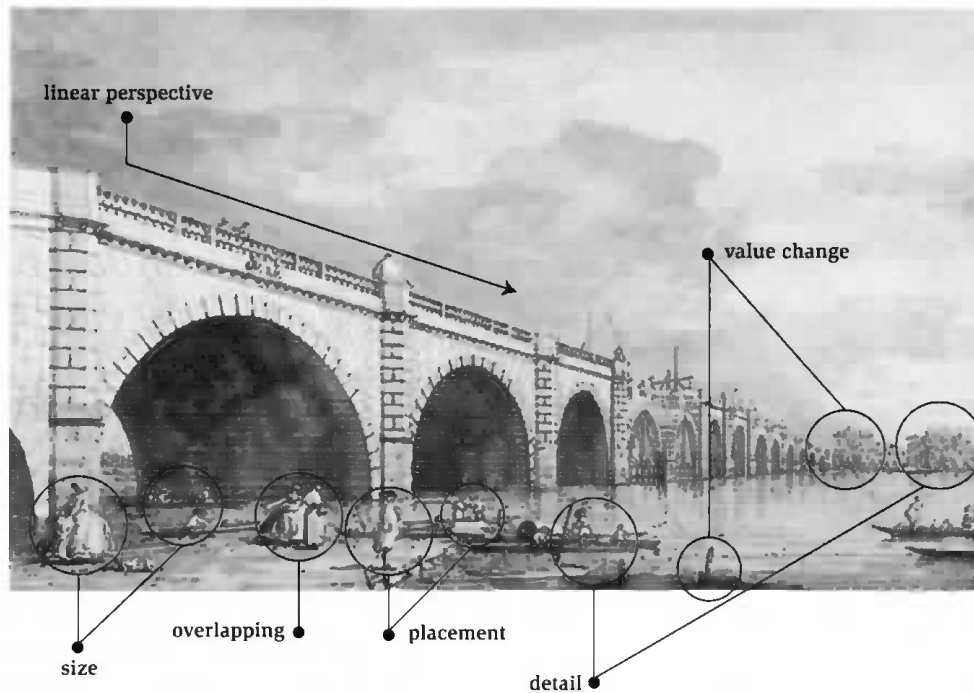 linear perspective
value change
overlapping
placement
size
detail